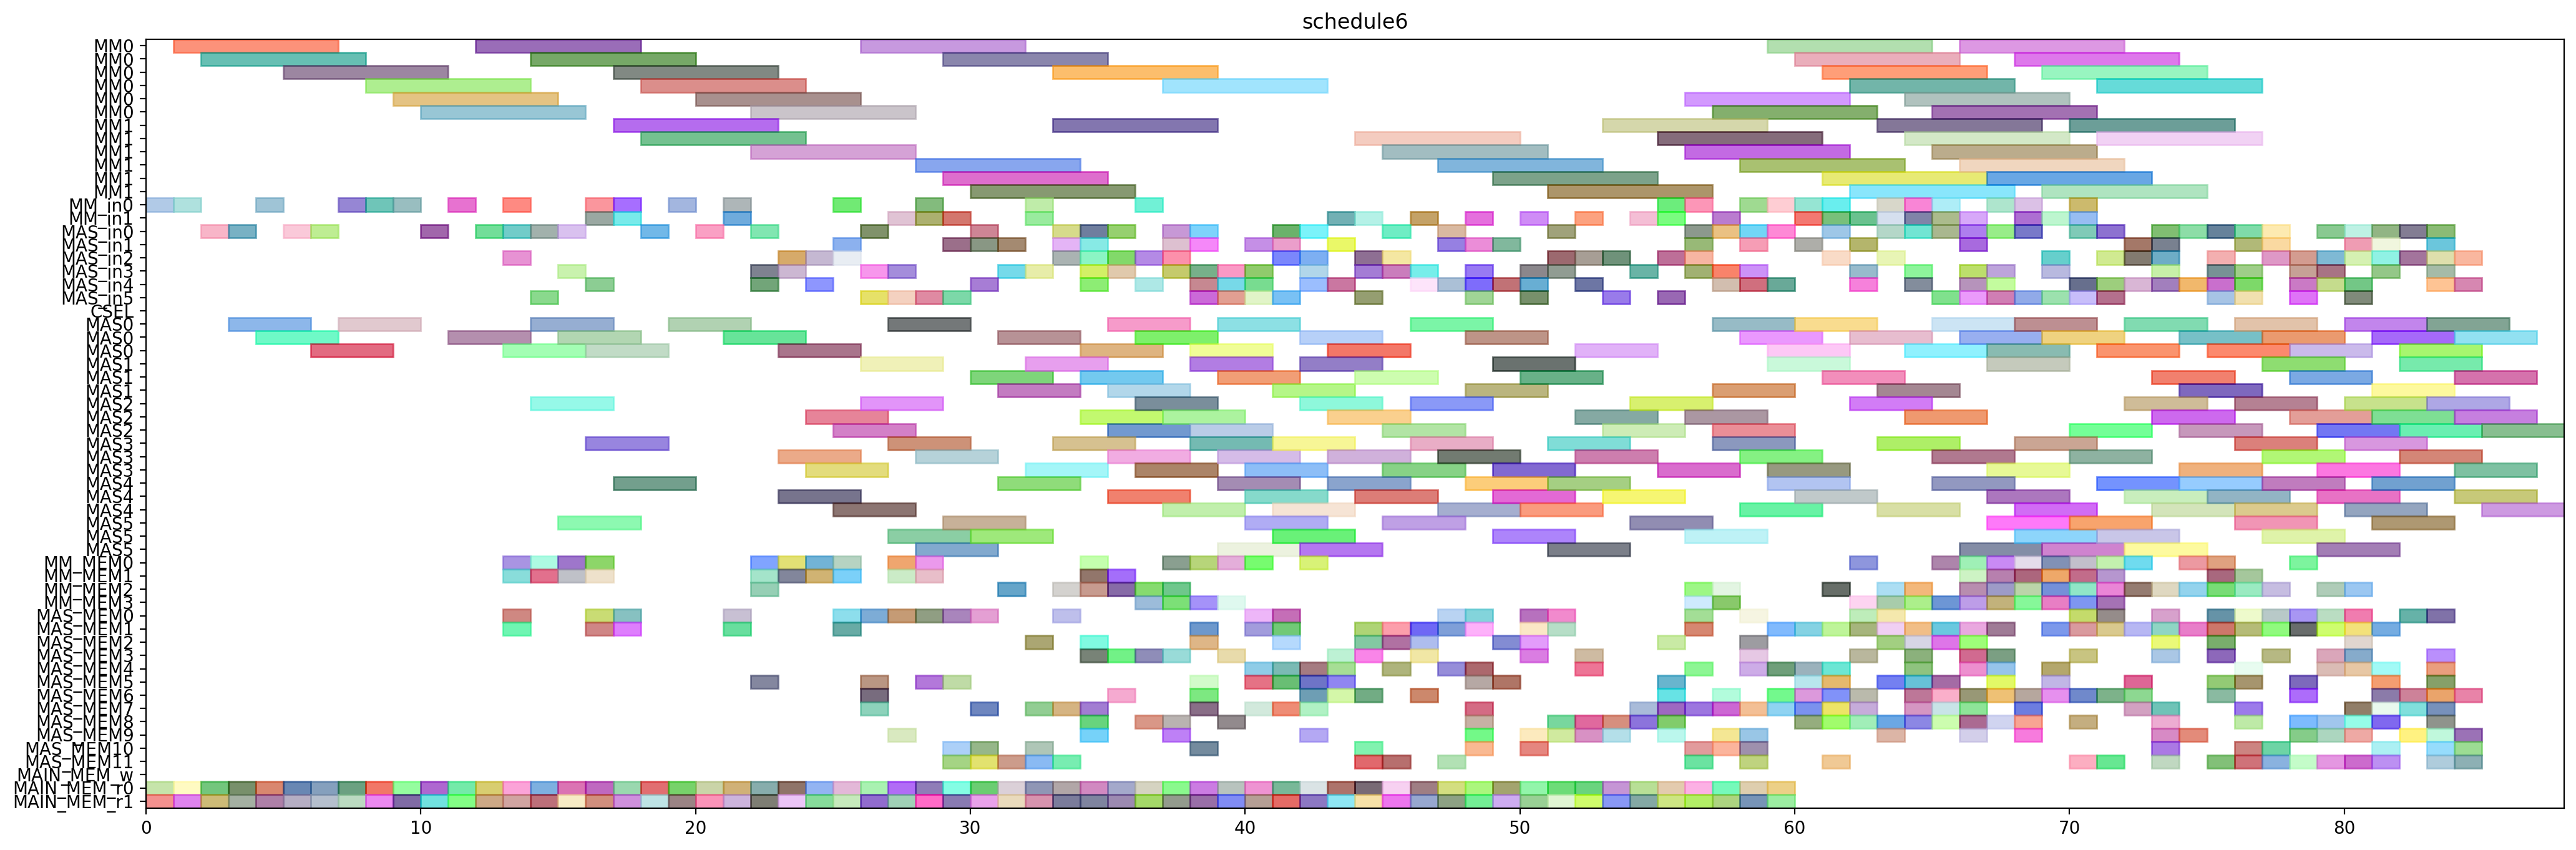 schedule6
MM0
MM0
MM0
MM0
MM0
MM0
MM1
MM1
MM1
MM1
MM1
MM1
MM_in0
MM_in1
MAS_in0
MAS_in1
MAS_in2
MAS_in3
MAS_in4
MAS_in5
CSEL
MAS0
MAS0
MAS0
MAS1
MAS1
MAS1
MAS2
MAS2
MAS2
MAS3
MAS3
MAS3
MAS4
MAS4
MAS4
MAS5
MAS5
MAS5
MM_MEM0
MM_MEM1
MM_MEM2
MM_MEM3
MAS_MEM0
MAS_MEM1
MAS_MEM2
MAS_MEM3
MAS_MEM4
MAS_MEM5
MAS_MEM6
MAS_MEM7
MAS_MEM8
MAS_MEM9
MAS_MEM10
MAS_MEM11
MAIN_MEM_w
MAIN_MEM_r0
MAIN_MEM_r1
0 10 20 30 40 50 60 70 80